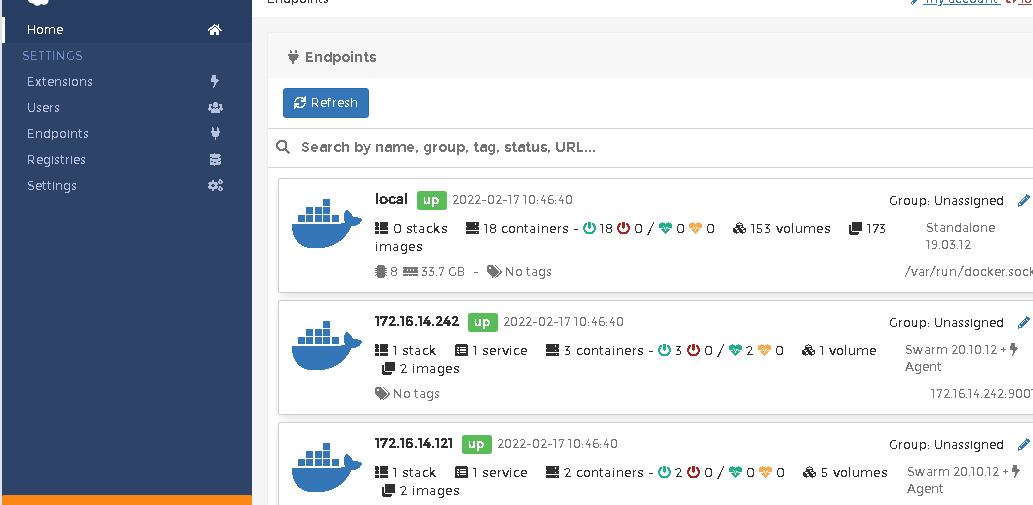 Endpoints
my account
Home
SETTINGS
Extensions
Users
Endpoints
Registries
Settings
Endpoints
Refresh
Search by name, group, tag, status, URL...
local up 2022-02-17 10:46:40 Group: Unassigned
0 stacks 18 containers - 18 0 / 0 0 153 volumes 173 Standalone
images 19.03.12
8 33.7 GB - No tags /var/run/docker.sock
172.16.14.242 up 2022-02-17 10:46:40 Group: Unassigned
1 stack 1 service 3 containers - 3 0 / 2 0 1 volume Swarm 20.10.12 +
2 images Agent
No tags 172.16.14.242:9001
172.16.14.121 up 2022-02-17 10:46:40 Group: Unassigned
1 stack 1 service 2 containers - 2 0 / 0 0 5 volumes Swarm 20.10.12 +
2 images Agent